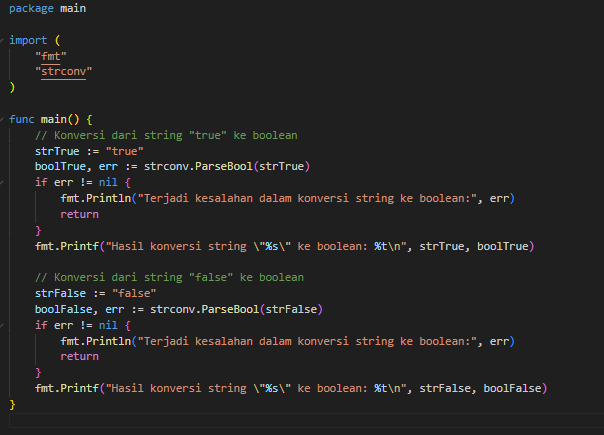 package main
import (
"fmt"
"strconv"
)
func main() {
// Konversi dari string "true" ke boolean
strTrue := "true"
boolTrue, err := strconv.ParseBool(strTrue)
if err != nil {
fmt.Println("Terjadi kesalahan dalam konversi string ke boolean:", err)
return
}
fmt.Printf("Hasil konversi string \"%s\" ke boolean: %t\n", strTrue, boolTrue)
// Konversi dari string "false" ke boolean
strFalse := "false"
boolFalse, err := strconv.ParseBool(strFalse)
if err != nil {
fmt.Println("Terjadi kesalahan dalam konversi string ke boolean:", err)
return
}
fmt.Printf("Hasil konversi string \"%s\" ke boolean: %t\n", strFalse, boolFalse)
}